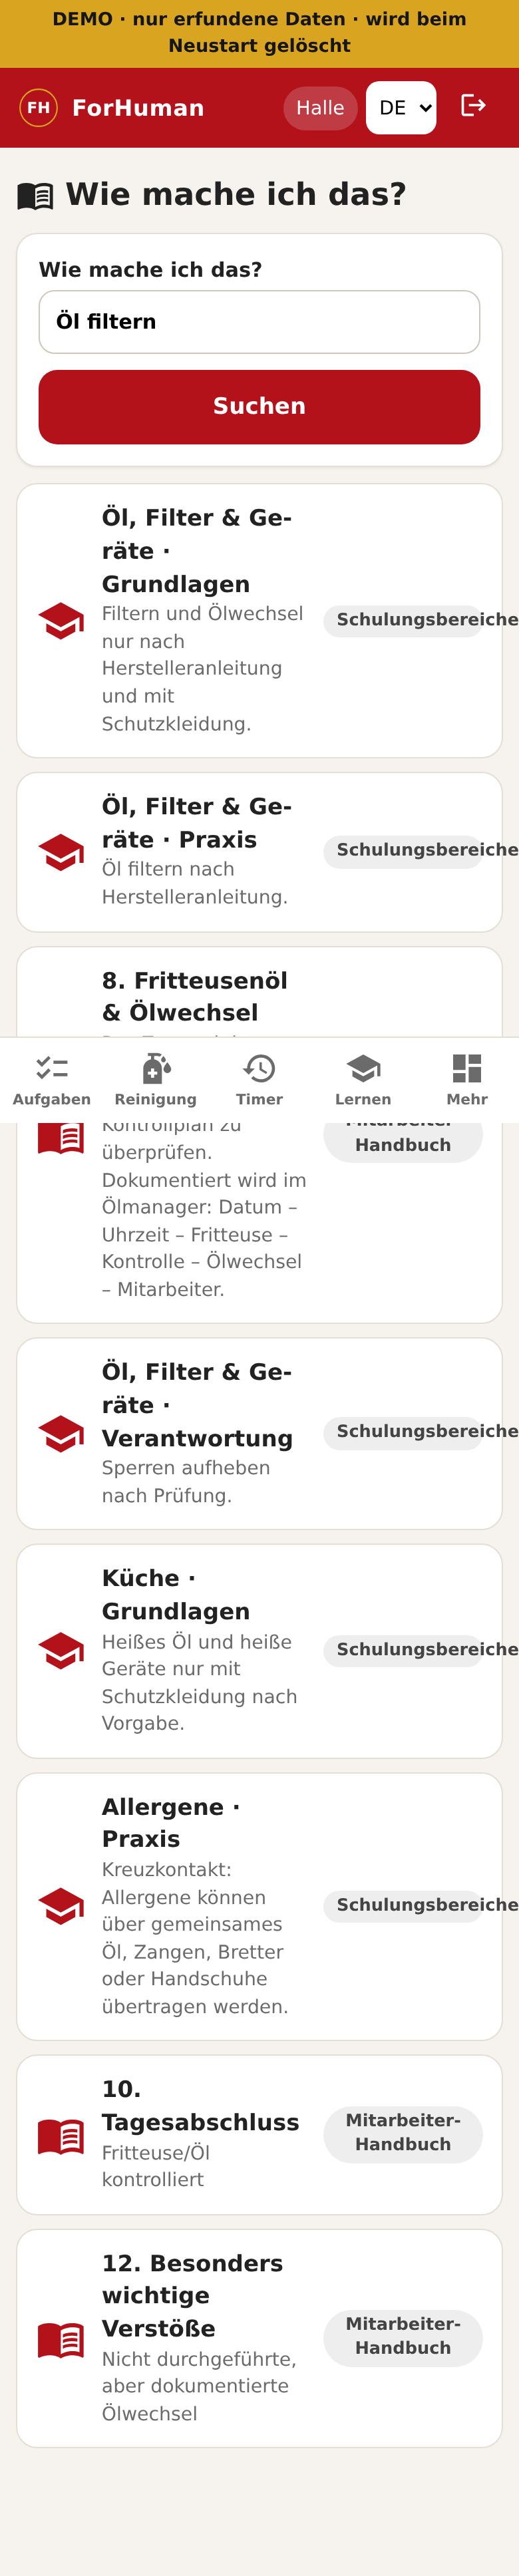 DEMO · nur erfundene Daten · wird beim
Neustart gelöscht
FH
ForHuman
Halle
DE
Wie mache ich das?
Wie mache ich das?
Öl filtern
Suchen
Öl, Filter & Ge-
räte ·
Grundlagen
Filtern und Ölwechsel
nur nach
Herstelleranleitung
und mit
Schutzkleidung.
Schulungsbereiche
Öl, Filter & Ge-
räte · Praxis
Öl filtern nach
Herstelleranleitung.
Schulungsbereiche
8. Fritteusenöl
& Ölwechsel
Aufgaben
Reinigung
Timer
Lernen
Mehr
Kontrollplan zu
überprüfen.
Dokumentiert wird im
Ölmanager: Datum –
Uhrzeit – Fritteuse –
Kontrolle – Ölwechsel
– Mitarbeiter.
Mitarbeiter-
Handbuch
Öl, Filter & Ge-
räte ·
Verantwortung
Sperren aufheben
nach Prüfung.
Schulungsbereiche
Küche ·
Grundlagen
Heißes Öl und heiße
Geräte nur mit
Schutzkleidung nach
Vorgabe.
Schulungsbereiche
Allergene ·
Praxis
Kreuzkontakt:
Allergene können
über gemeinsames
Öl, Zangen, Bretter
oder Handschuhe
übertragen werden.
Schulungsbereiche
10.
Tagesabschluss
Fritteuse/Öl
kontrolliert
Mitarbeiter-
Handbuch
12. Besonders
wichtige
Verstöße
Nicht durchgeführte,
aber dokumentierte
Ölwechsel
Mitarbeiter-
Handbuch